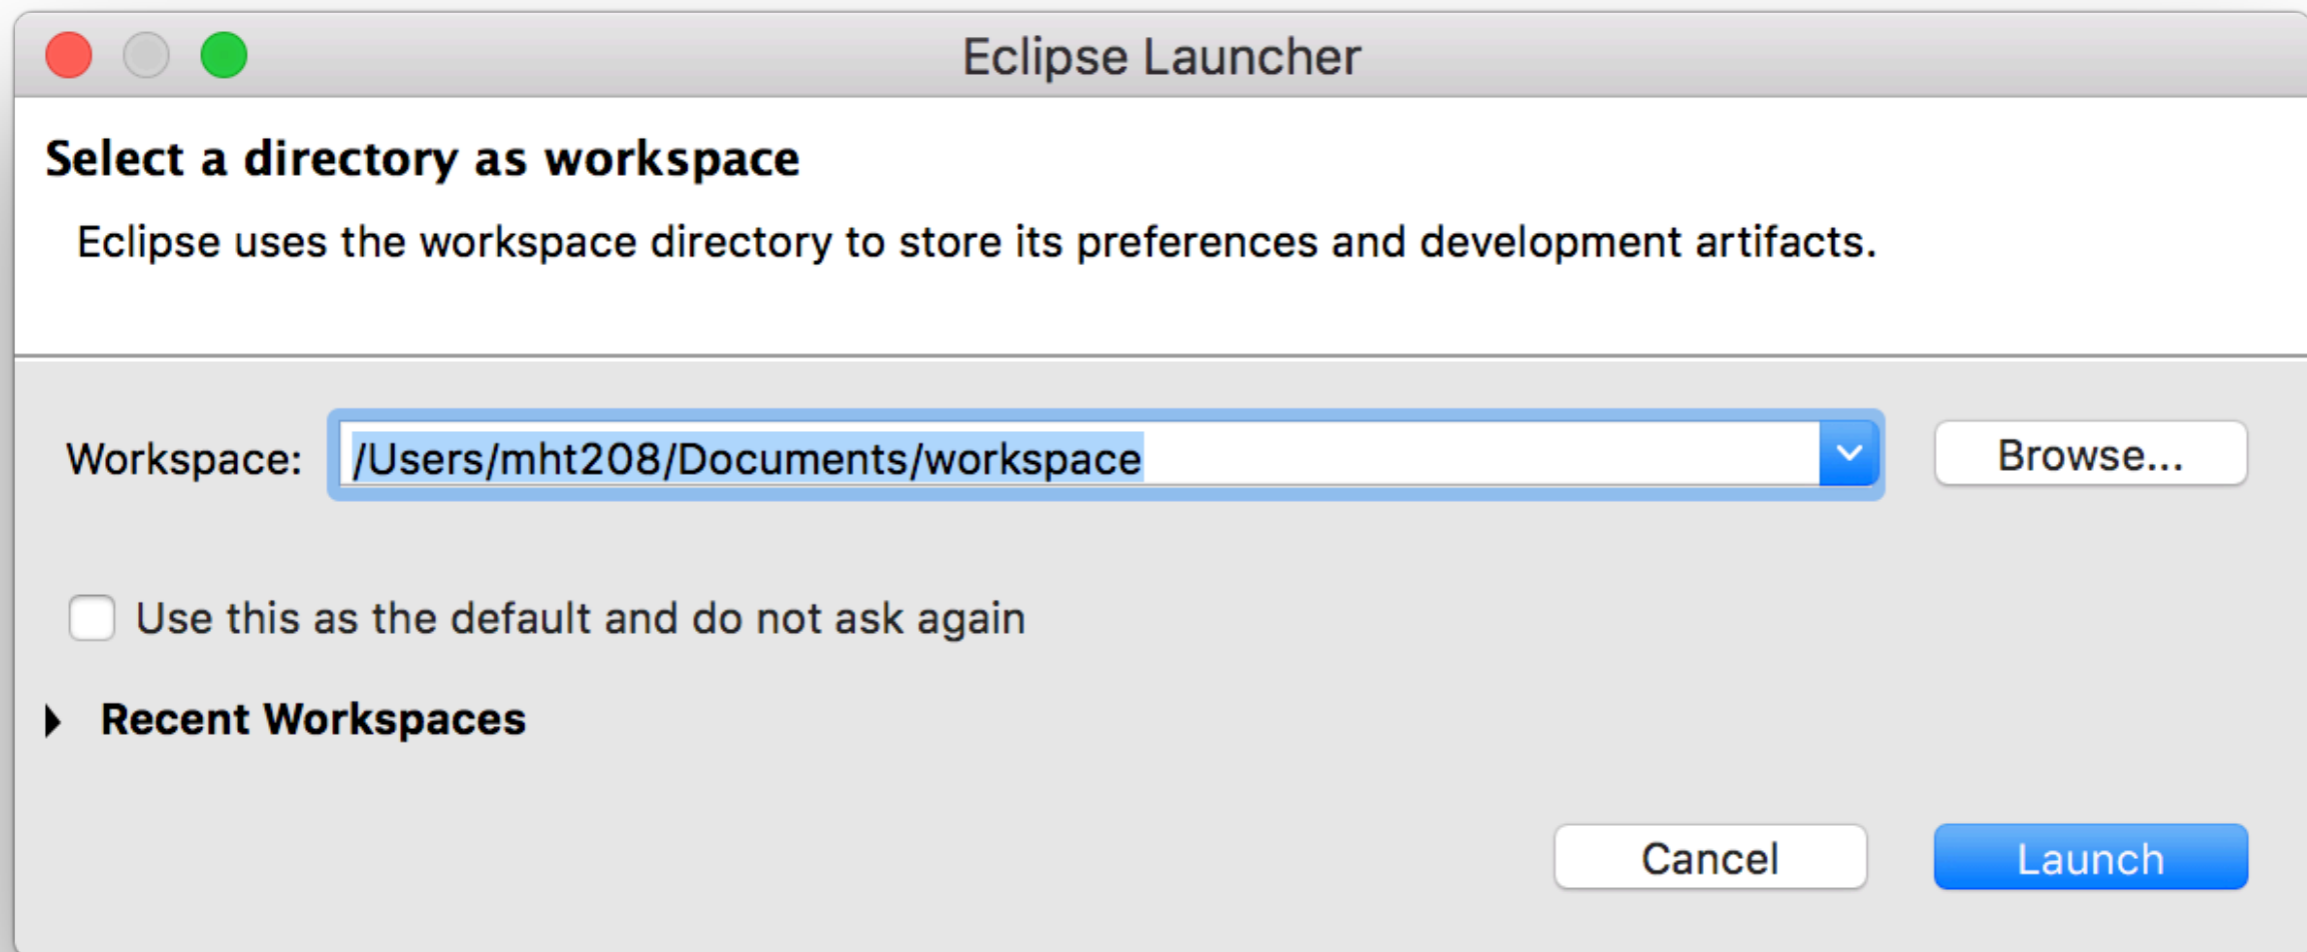 Eclipse Launcher
Select a directory as workspace
Eclipse uses the workspace directory to store its preferences and development artifacts.
Workspace: /Users/mht208/Documents/workspace Browse...
Use this as the default and do not ask again
Recent Workspaces
Cancel Launch